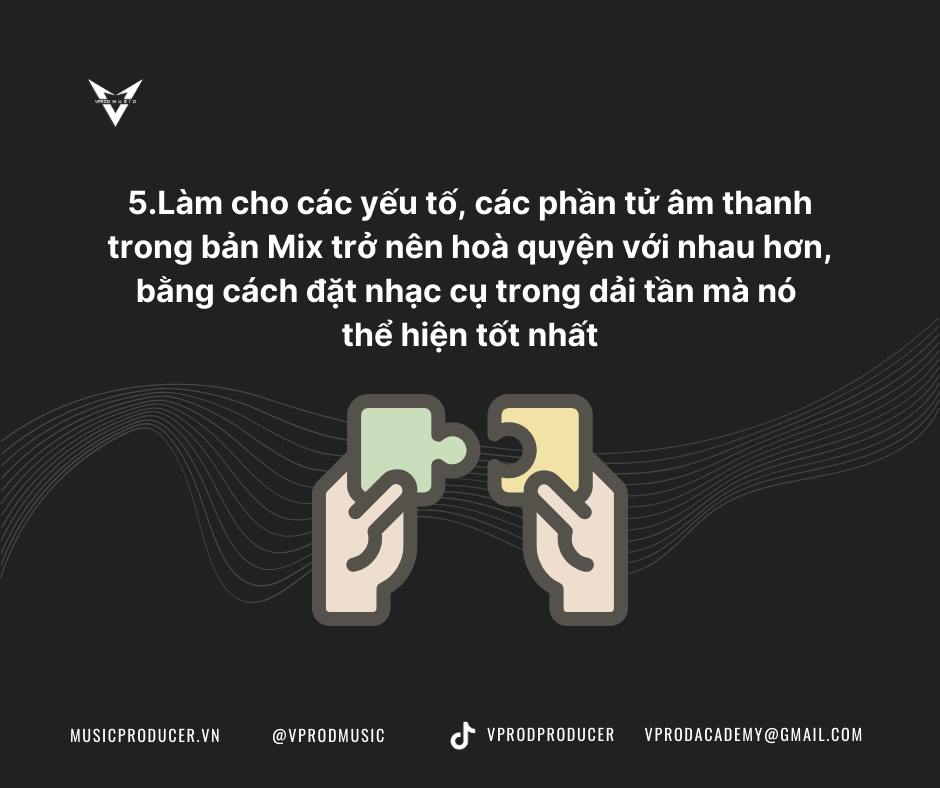 VPROD MUSIC
5.Làm cho các yếu tố, các phần tử âm thanh
trong bản Mix trở nên hoà quyện với nhau hơn,
bằng cách đặt nhạc cụ trong dải tần mà nó
thể hiện tốt nhất
MUSICPRODUCER.VN @VPRODMUSIC VPRODPRODUCER VPRODACADEMY@GMAIL.COM